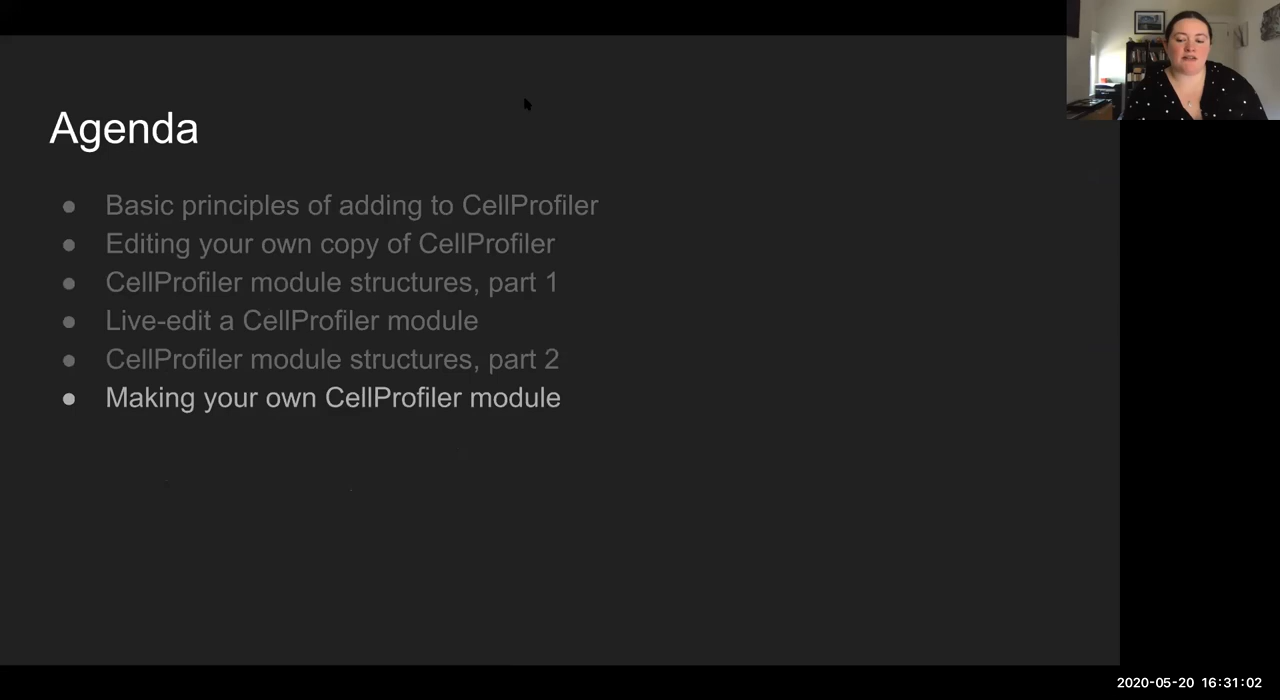 Agenda
● Basic principles of adding to CellProfiler
● Editing your own copy of CellProfiler
● CellProfiler module structures, part 1
● Live-edit a CellProfiler module
● CellProfiler module structures, part 2
● Making your own CellProfiler module
2020-05-20 16:31:02